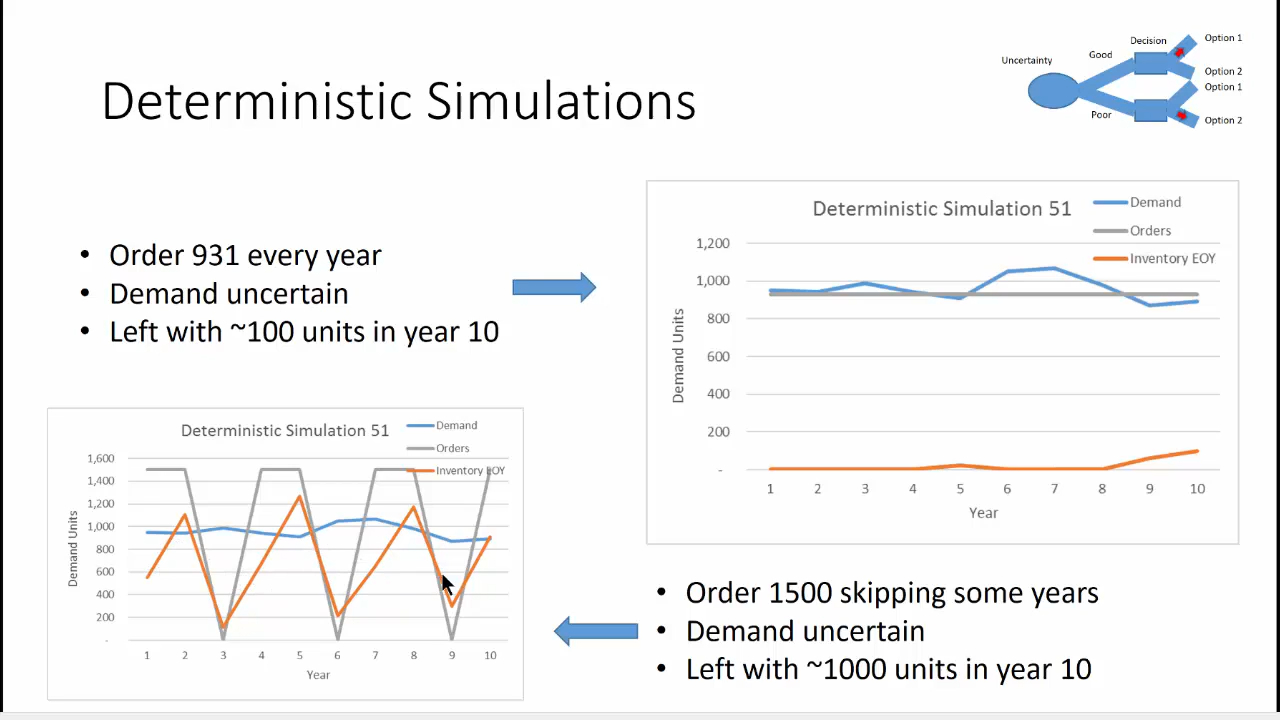 Deterministic Simulations
Uncertainty
Good
Poor
Decision
Option 1
Option 2
Option 1
Option 2
• Order 931 every year
• Demand uncertain
• Left with ~100 units in year 10
Deterministic Simulation 51
Demand
Orders
Inventory EOY
Demand Units
1,200
1,000
800
600
400
200
-
1 2 3 4 5 6 7 8 9 10
Year
Deterministic Simulation 51
Demand
Orders
Inventory EOY
Demand Units
1,600
1,400
1,200
1,000
800
600
400
200
-
1 2 3 4 5 6 7 8 9 10
Year
• Order 1500 skipping some years
• Demand uncertain
• Left with ~1000 units in year 10